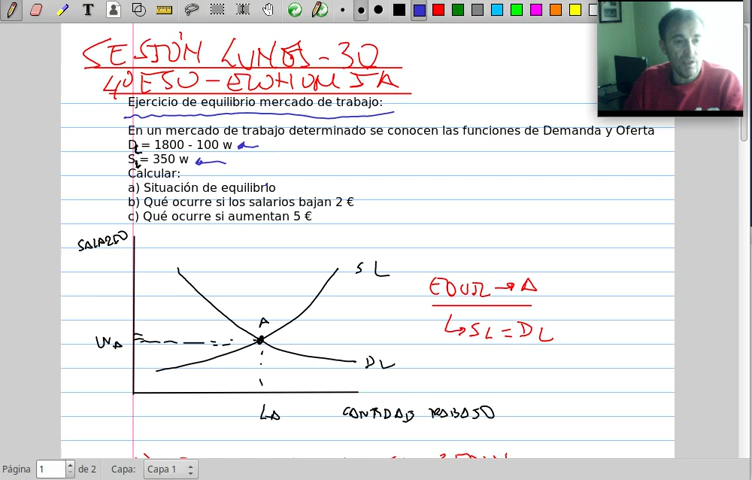 SESIÓN LUNES - 30
4º ESO - ECONOMÍA
Ejercicio de equilibrio mercado de trabajo:
En un mercado de trabajo determinado se conocen las funciones de Demanda y Oferta
DL = 1800 - 100 w
SL = 350 w
Calcular:
a) Situación de equilibrio
b) Qué ocurre si los salarios bajan 2 €
c) Qué ocurre si aumentan 5 €
SALARIO
SL
A
WA
DL
LA
CANTIDAD TRABAJO
EQUIL → A
↳ SL = DL
Página 1 de 2 Capa: Capa 1